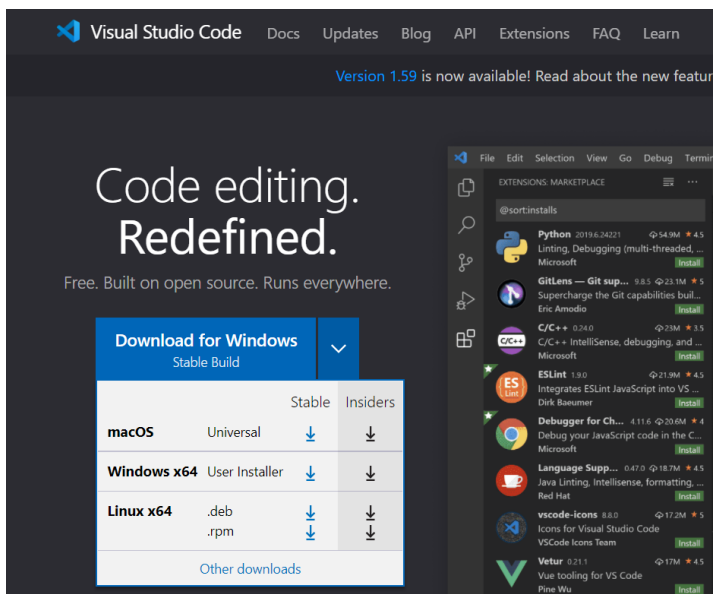 Visual Studio Code Docs Updates Blog API Extensions FAQ Learn
Version 1.59 is now available! Read about the new featur
Code editing.
Redefined.
Free. Built on open source. Runs everywhere.
Download for Windows
Stable Build
Stable Insiders
macOS Universal
Windows x64 User Installer
Linux x64 .deb
.rpm
Other downloads
File Edit Selection View Go Debug Termin
EXTENSIONS: MARKETPLACE
@sort:installs
Python 2019.6.24221 54.9M ★ 4.5
Linting, Debugging (multi-threaded, ...
Microsoft Install
GitLens — Git sup... 9.8.5 23.1M ★ 5
Supercharge the Git capabilities buil...
Eric Amodio Install
C/C++ 0.24.0 23M ★ 3.5
C/C++ IntelliSense, debugging, and ...
Microsoft Install
ESLint 1.9.0 21.9M ★ 4.5
Integrates ESLint JavaScript into VS ...
Dirk Baeumer Install
Debugger for Ch... 4.11.6 20.6M ★ 4
Debug your JavaScript code in the C...
Microsoft Install
Language Supp... 0.47.0 18.7M ★ 4.5
Java Linting, Intellisense, formatting, ...
Red Hat Install
vscode-icons 8.8.0 17.2M ★ 5
Icons for Visual Studio Code
VSCode Icons Team Install
Vetur 0.21.1 17M ★ 4.5
Vue tooling for VS Code
Pine Wu Install
C/C++
ES
Lint